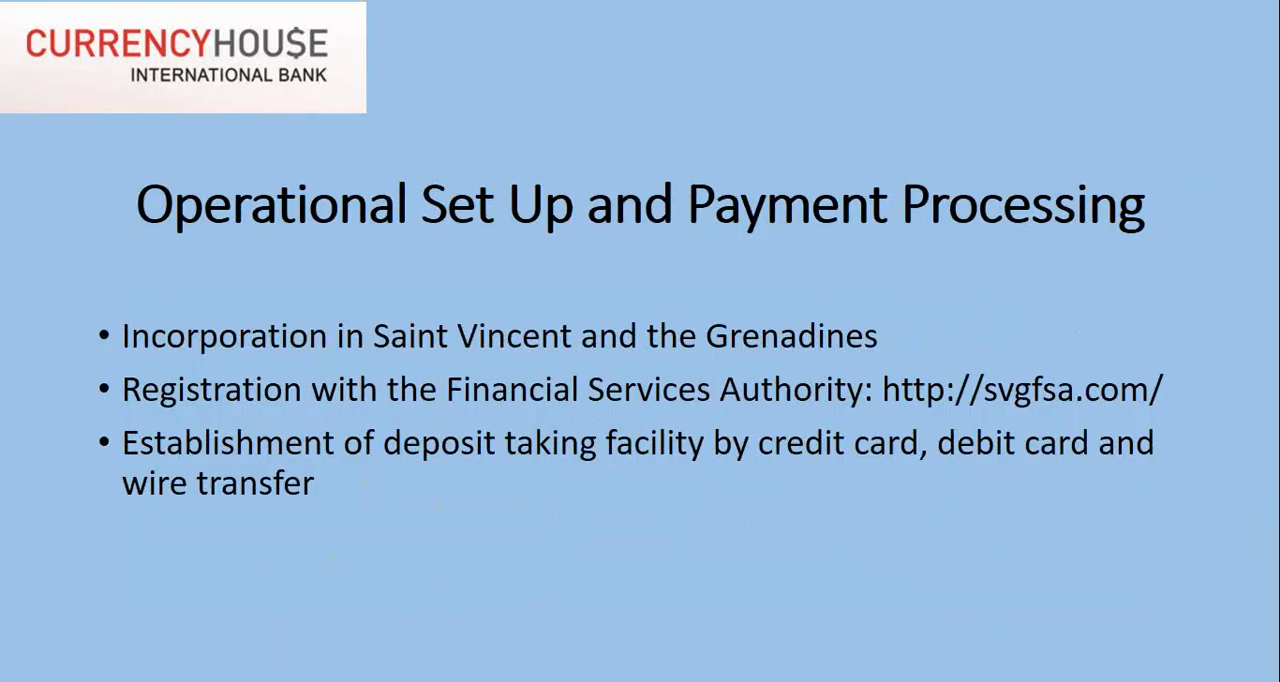 CURRENCYHOU$E
INTERNATIONAL BANK
Operational Set Up and Payment Processing
• Incorporation in Saint Vincent and the Grenadines
• Registration with the Financial Services Authority: http://svgfsa.com/
• Establishment of deposit taking facility by credit card, debit card and
wire transfer